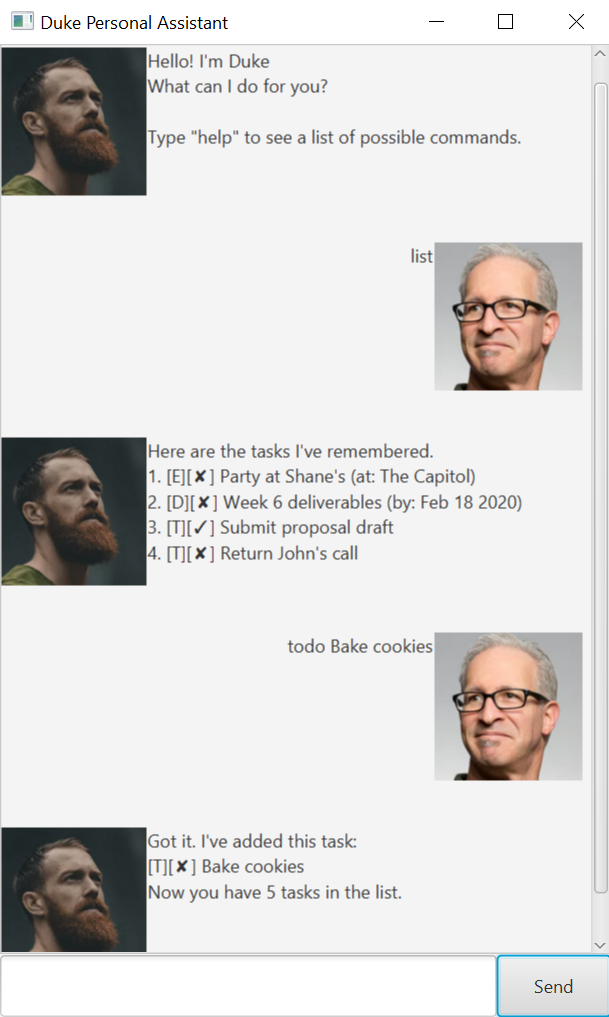 Duke Personal Assistant
Hello! I'm Duke
What can I do for you?
Type "help" to see a list of possible commands.
list
Here are the tasks I've remembered.
1. [E][✘] Party at Shane's (at: The Capitol)
2. [D][✘] Week 6 deliverables (by: Feb 18 2020)
3. [T][✓] Submit proposal draft
4. [T][✘] Return John's call
todo Bake cookies
Got it. I've added this task:
[T][✘] Bake cookies
Now you have 5 tasks in the list.
Send